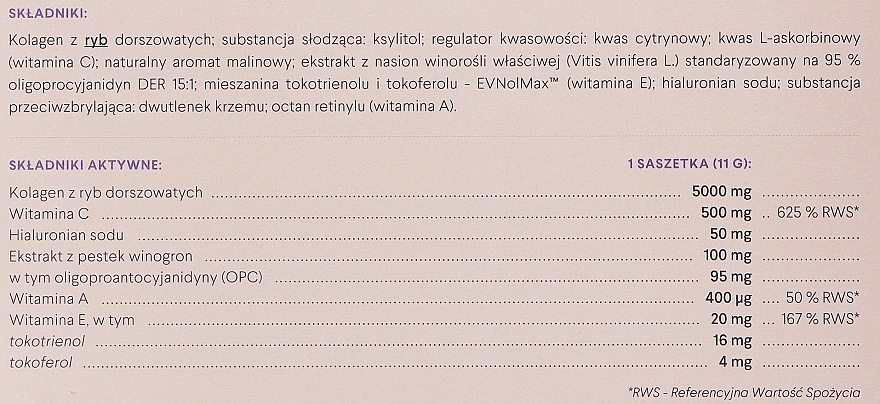 SKŁADNIKI:
Kolagen z ryb dorszowatych; substancja słodząca: ksylitol; regulator kwasowości: kwas cytrynowy; kwas L-askorbinowy
(witamina C); naturalny aromat malinowy; ekstrakt z nasion winorośli właściwej (Vitis vinifera L.) standaryzowany na 95 %
oligoprocyjanidyn DER 15:1; mieszanina tokotrienolu i tokoferolu - EVNolMax™ (witamina E); hialuronian sodu; substancja
przeciwzbrylająca: dwutlenek krzemu; octan retinylu (witamina A).
SKŁADNIKI AKTYWNE: 1 SASZETKA (11 G):
Kolagen z ryb dorszowatych 5000 mg
Witamina C 500 mg 625 % RWS*
Hialuronian sodu 50 mg
Ekstrakt z pestek winogron 100 mg
w tym oligoproantocyjanidyny (OPC) 95 mg
Witamina A 400 µg 50 % RWS*
Witamina E, w tym 20 mg 167 % RWS*
tokotrienol 16 mg
tokoferol 4 mg
*RWS - Referencyjna Wartość Spożycia